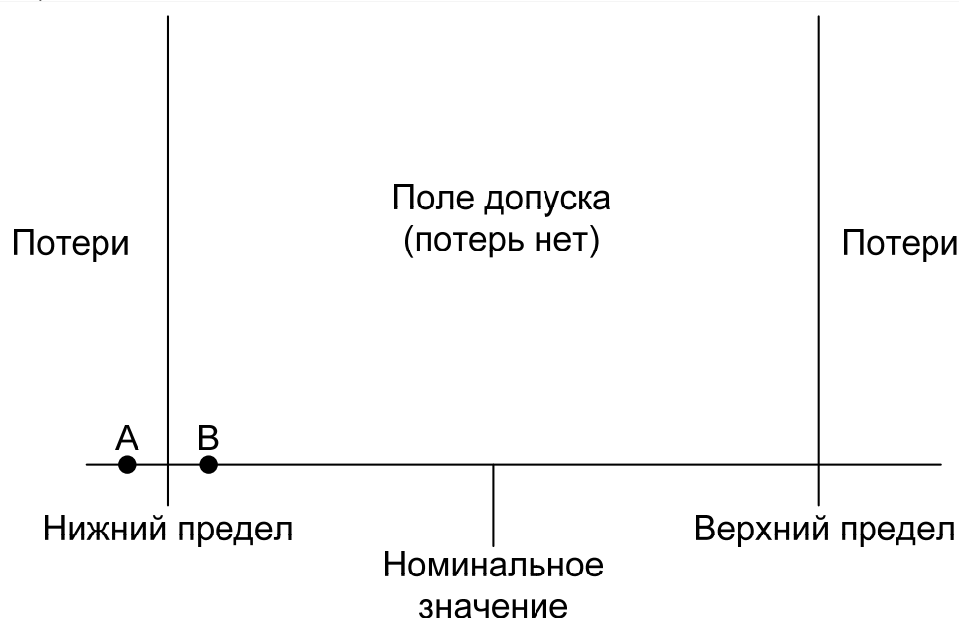 Поле допуска
(потерь нет)
Потери
Потери
А
В
Нижний предел
Верхний предел
Номинальное
значение